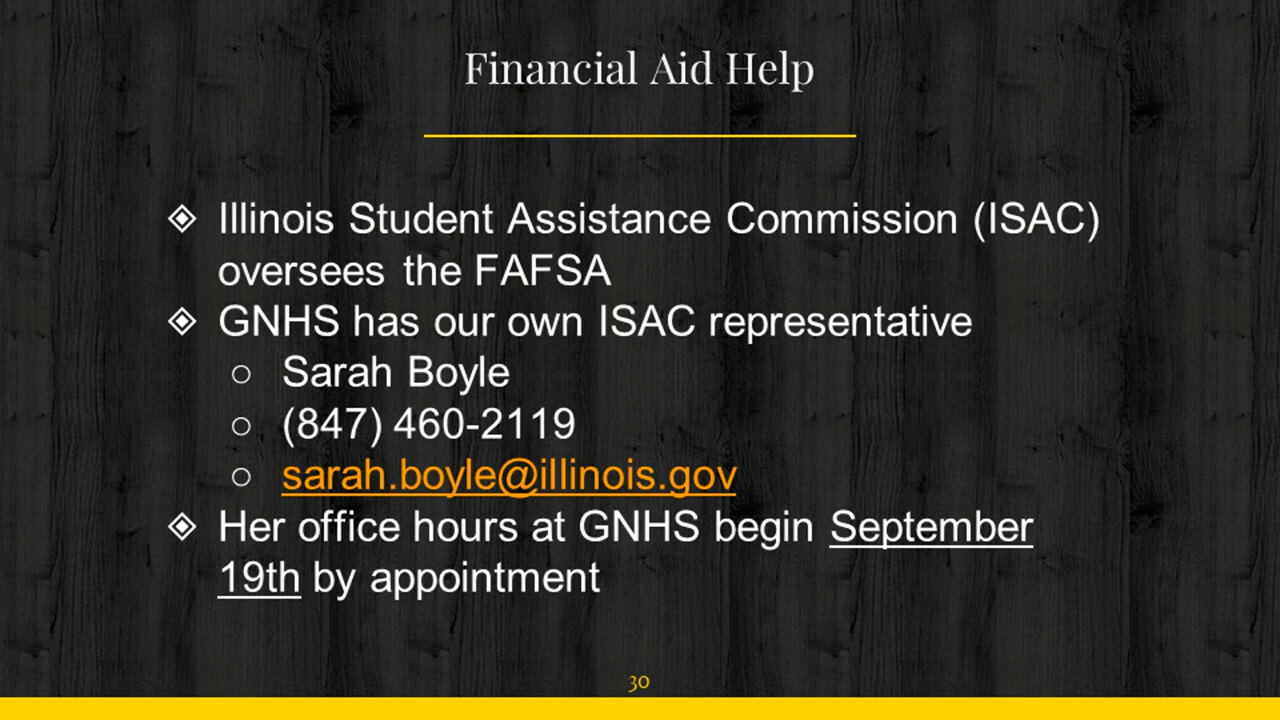 Financial Aid Help
◈ Illinois Student Assistance Commission (ISAC)
oversees the FAFSA
◈ GNHS has our own ISAC representative
○ Sarah Boyle
○ (847) 460-2119
○ sarah.boyle@illinois.gov
◈ Her office hours at GNHS begin September
19th by appointment
30